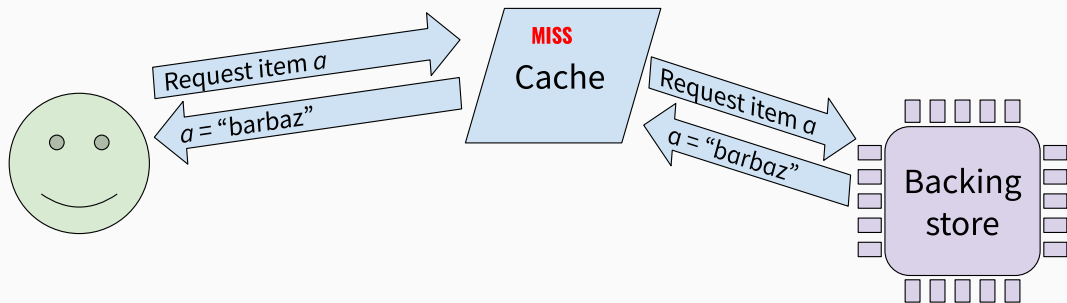 Request item a
a = “barbaz”
MISS
Cache
Request item a
a = “barbaz”
Backing
store